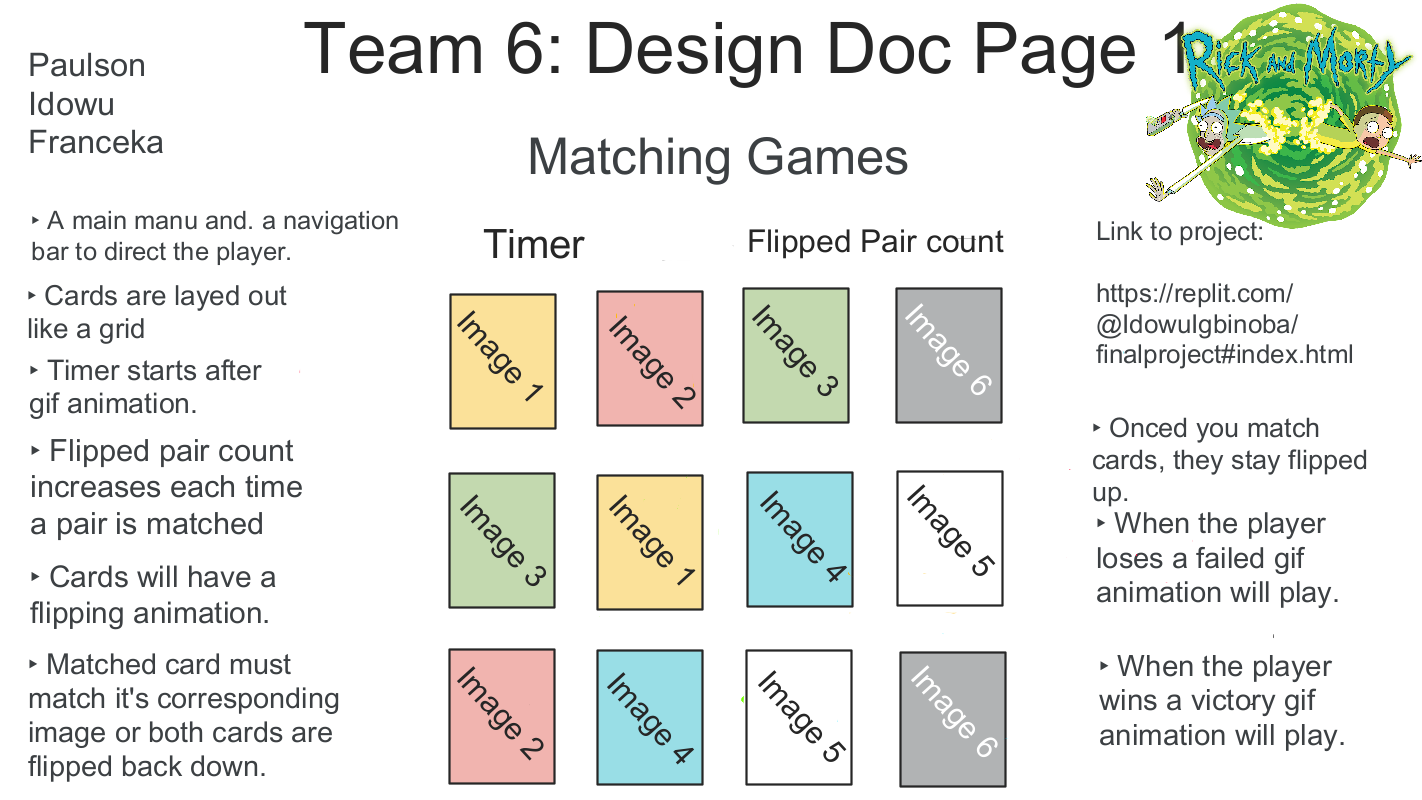 Team 6: Design Doc Page 1
Rick and Morty
Paulson
Idowu
Franceka
Matching Games
‣ A main manu and. a navigation
bar to direct the player.
‣ Cards are layed out
like a grid
‣ Timer starts after
gif animation.
‣ Flipped pair count
increases each time
a pair is matched
‣ Cards will have a
flipping animation.
‣ Matched card must
match it's corresponding
image or both cards are
flipped back down.
Timer
Flipped Pair count
Image 1
Image 2
Image 3
Image 6
Image 3
Image 1
Image 4
Image 5
Image 2
Image 4
Image 5
Image 6
Link to project:
https://replit.com/
@IdowuIgbinoba/
finalproject#index.html
‣ Onced you match
cards, they stay flipped
up.
‣ When the player
loses a failed gif
animation will play.
‣ When the player
wins a victory gif
animation will play.